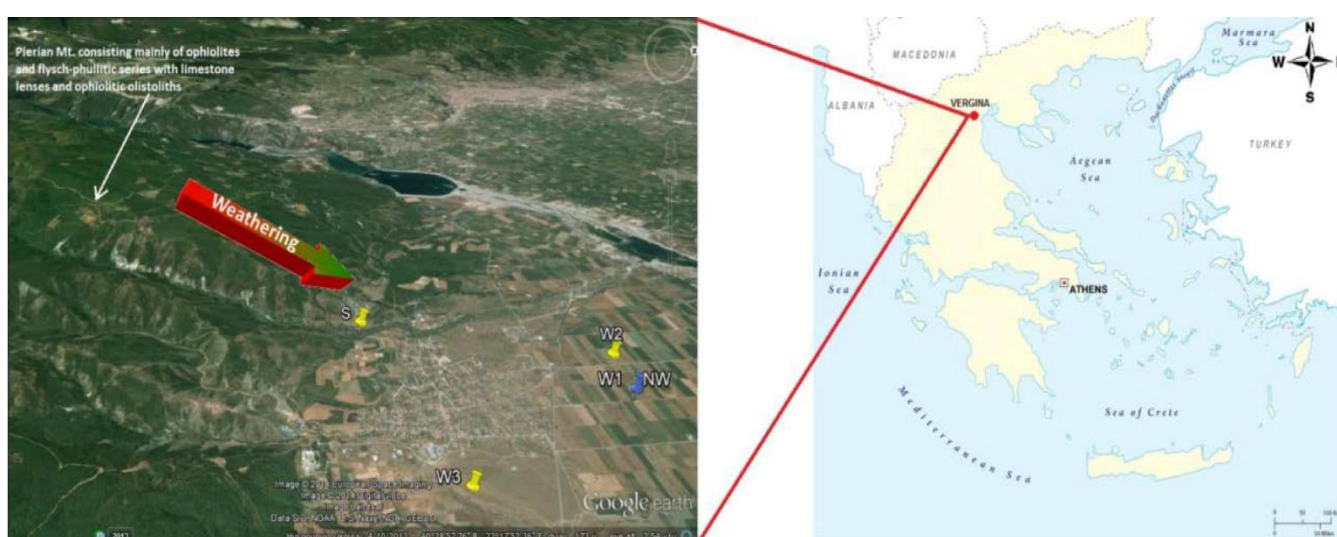 Pierian Mt. consisting mainly of ophiolites
and flysch-phyllitic series with limestone
lenses and ophiolitic olistoliths
Weathering
S
W2
W1 NW
W3
Google earth
MACEDONIA
ALBANIA
VERGINA
Marmara
Sea
N
W
S
TURKEY
Aegean
Sea
Ionian
Sea
ATHENS
Mediterranean Sea
Sea of Crete